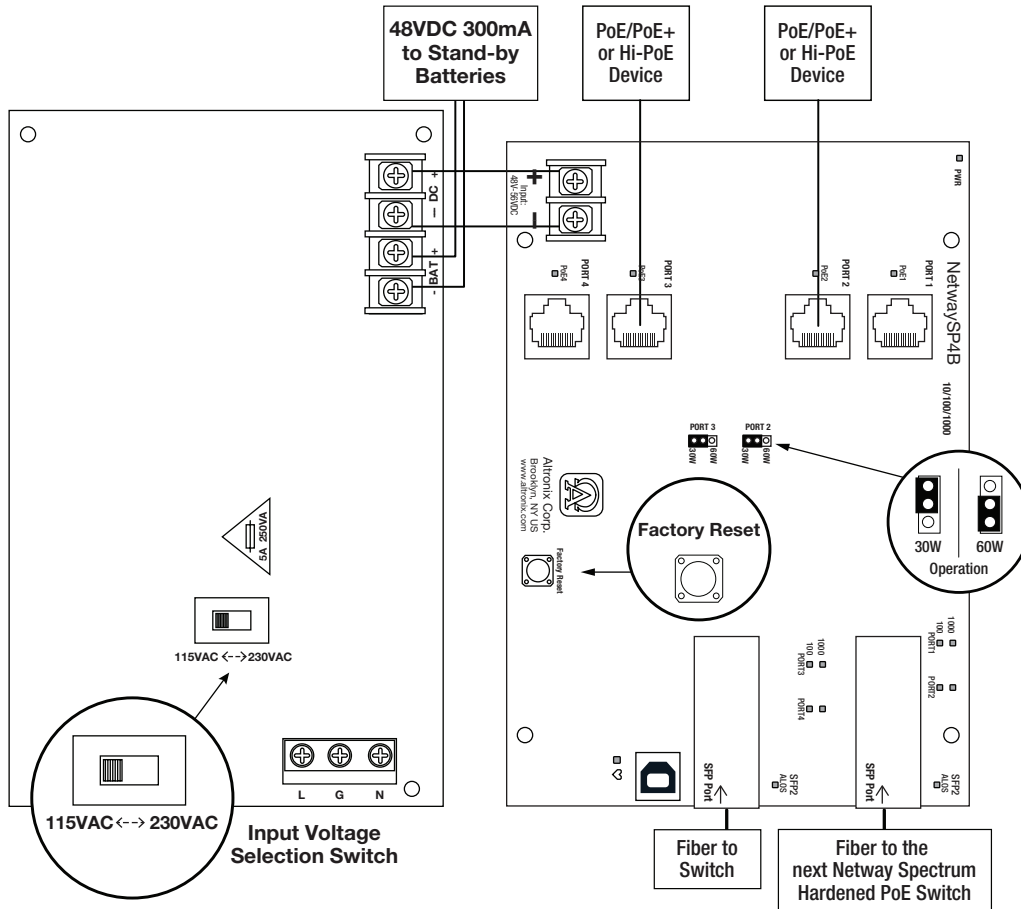 48VDC 300mA
to Stand-by
Batteries
PoE/PoE+
or Hi-PoE
Device
PoE/PoE+
or Hi-PoE
Device
+
DC
—
+
BAT
-
+
Input:
48V-56VDC
—
PWR
PORT 4
PoE4
PORT 3
PoE3
PORT 2
PoE2
PORT 1
PoE1
NetwaySP4B
10/100/1000
PORT 3
30W
60W
PORT 2
30W
60W
30W
60W
Operation
Altronix Corp.
Brooklyn, NY US
www.altronix.com
Factory Reset
Factory Reset
5A 250VA
115VAC <--> 230VAC
115VAC <--> 230VAC
Input Voltage
Selection Switch
L G N
1000
100
PORT3
PORT4
1000
100
PORT1
PORT2
SFP Port
SFP2
ALOS
SFP Port
SFP2
ALOS
Fiber to
Switch
Fiber to the
next Netway Spectrum
Hardened PoE Switch